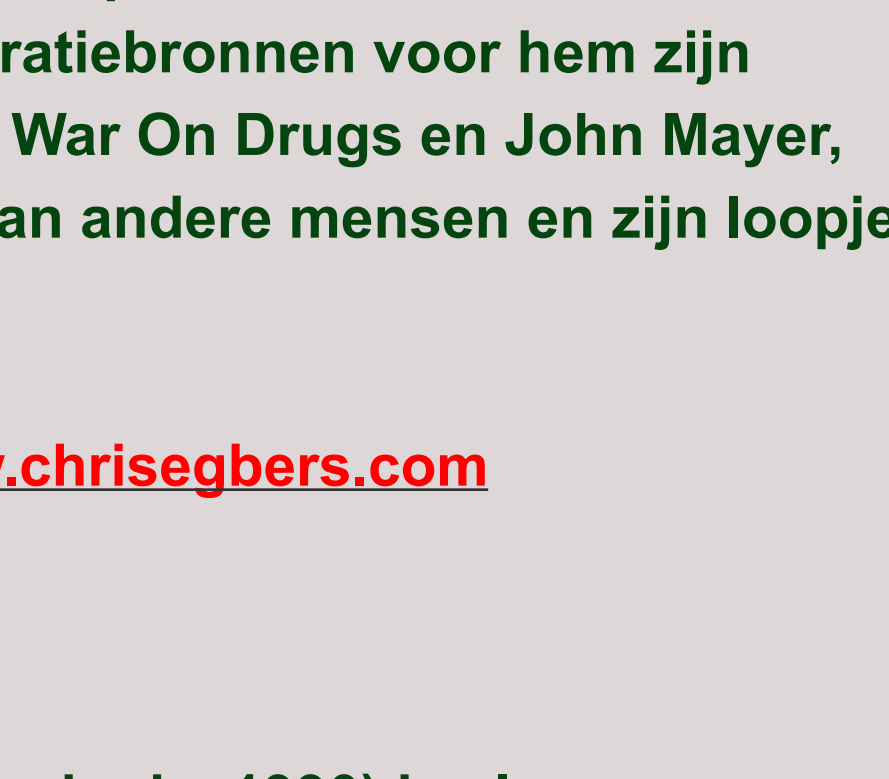 ratiebronnen voor hem zijn
War On Drugs en John Mayer,
an andere mensen en zijn loopje
.chrisegbers.com